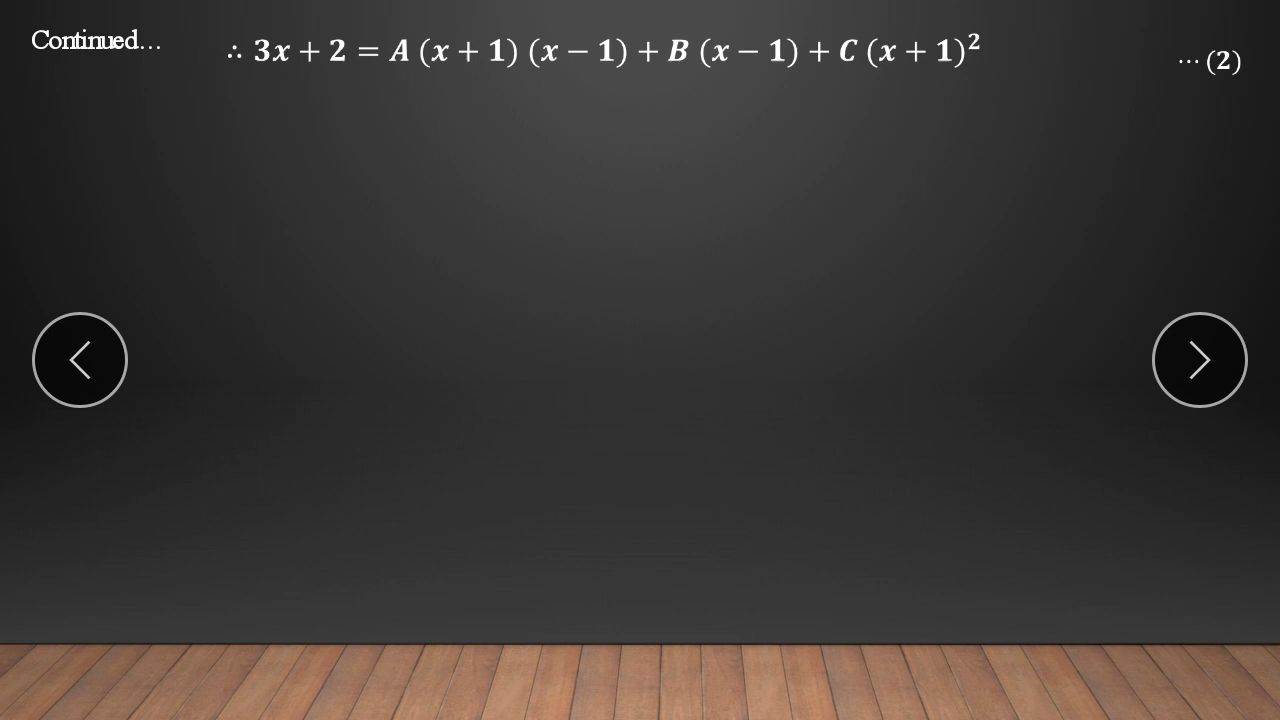 Continued…
∴ 3x + 2 = A (x + 1) (x − 1) + B (x − 1) + C (x + 1)² ⋯ (2)